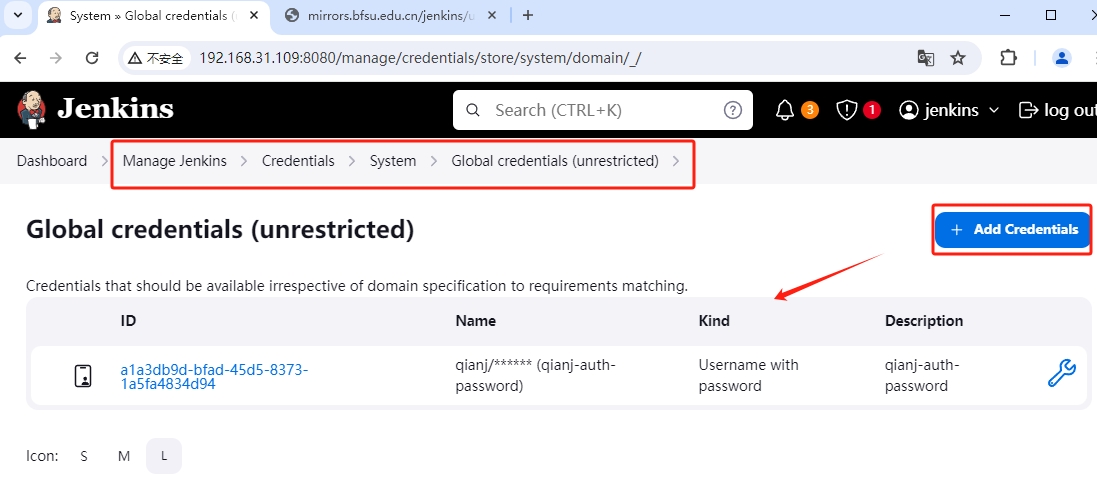 System » Global credentials (
mirrors.bfsu.edu.cn/jenkins/u
不安全
192.168.31.109:8080/manage/credentials/store/system/domain/_/
Jenkins
Search (CTRL+K)
3
1
jenkins
log out
Dashboard
Manage Jenkins
Credentials
System
Global credentials (unrestricted)
Global credentials (unrestricted)
+ Add Credentials
Credentials that should be available irrespective of domain specification to requirements matching.
ID
Name
Kind
Description
a1a3db9d-bfad-45d5-8373-
1a5fa4834d94
qianj/****** (qianj-auth-
password)
Username with
password
qianj-auth-
password
Icon:
S
M
L